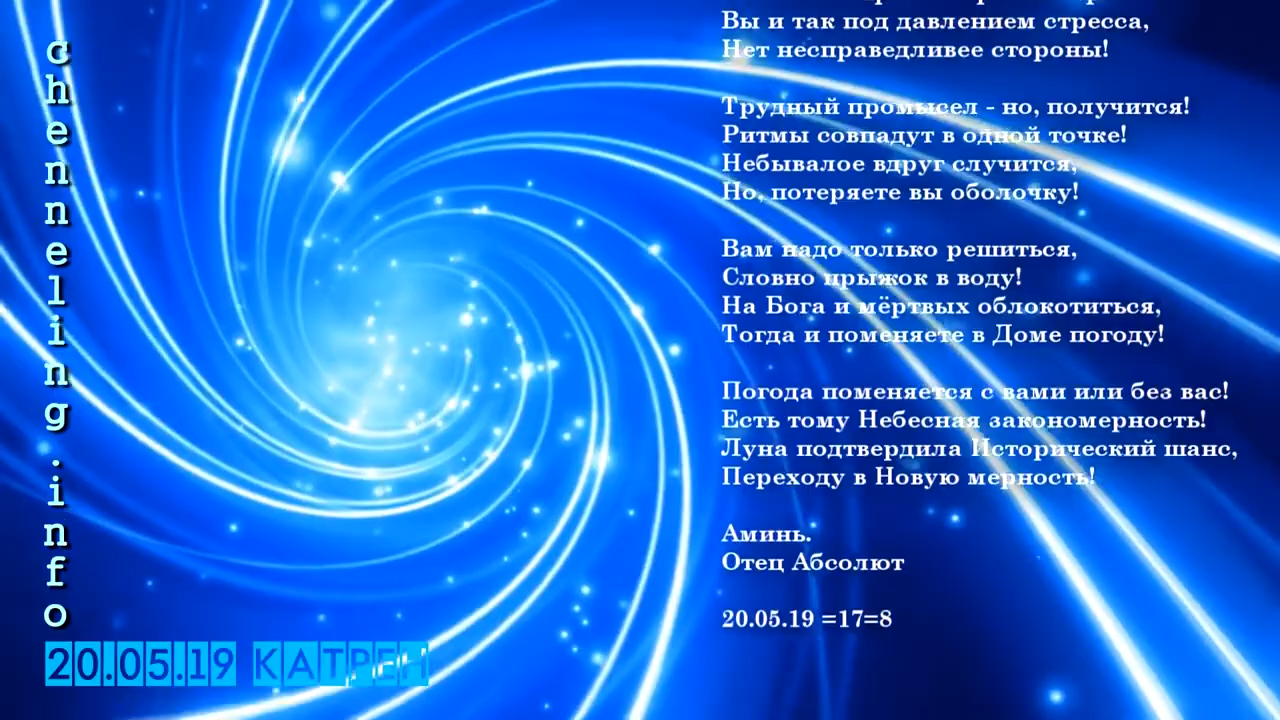 chenneling.info
Вы и так под давлением стресса,
Нет несправедливее стороны!
Трудный промысел - но, получится!
Ритмы совпадут в одной точке!
Небывалое вдруг случится,
Но, потеряете вы оболочку!
Вам надо только решиться,
Словно прыжок в воду!
На Бога и мёртвых облокотиться,
Тогда и поменяете в Доме погоду!
Погода поменяется с вами или без вас!
Есть тому Небесная закономерность!
Луна подтвердила Исторический шанс,
Переходу в Новую мерность!
Аминь.
Отец Абсолют
20.05.19 =17=8
20.05.19 КАТРЕН